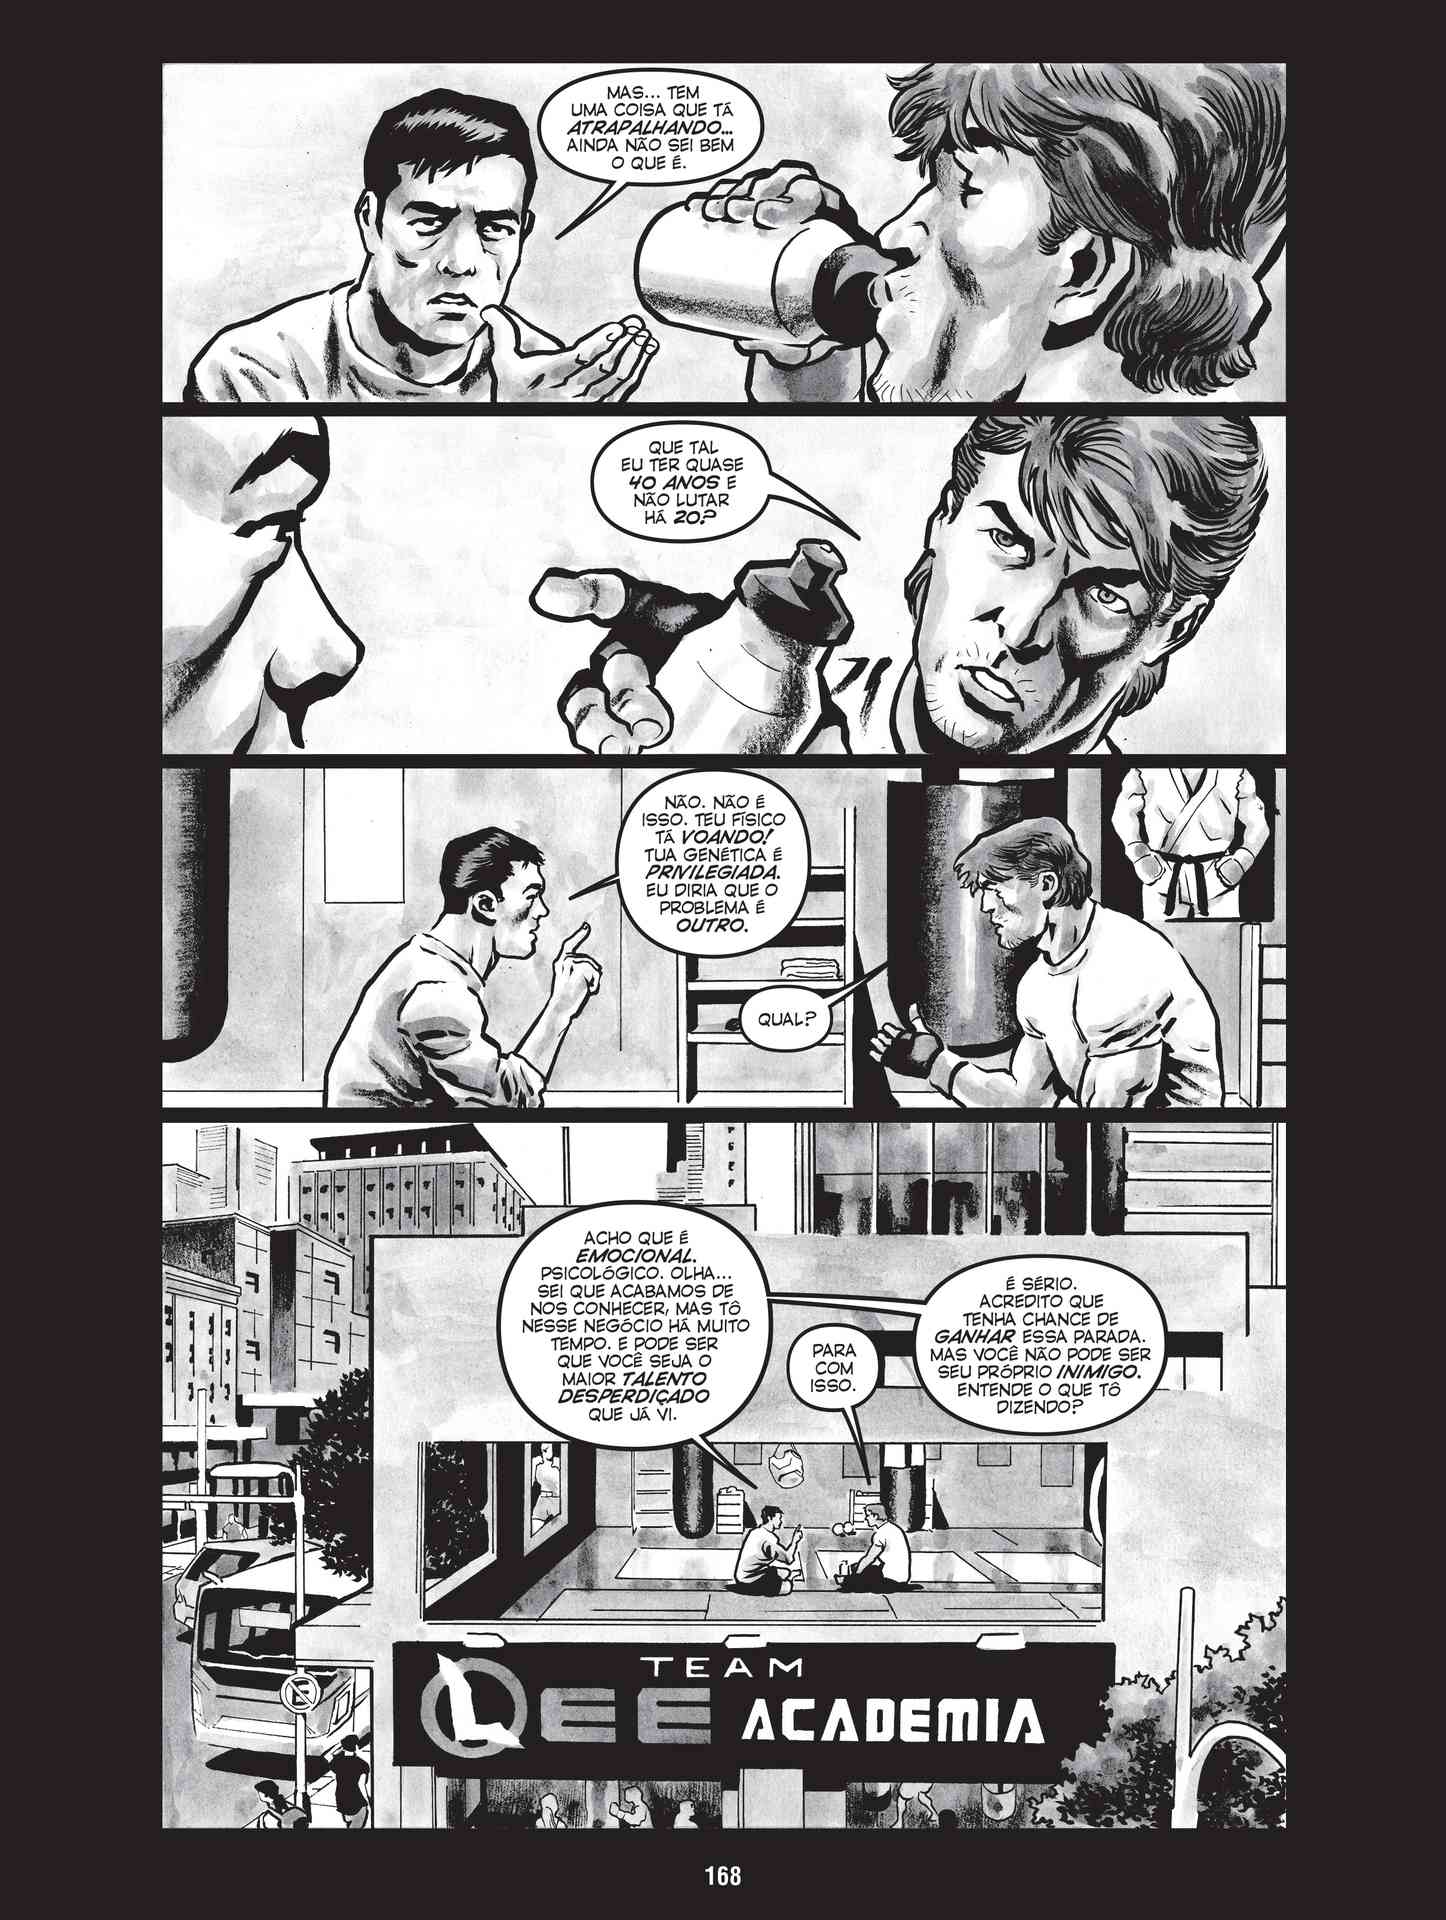 MAS... TEM
UMA COISA QUE TÁ
ATRAPALHANDO...
AINDA NÃO SEI BEM
O QUE É.
QUE TAL
EU TER QUASE
40 ANOS E
NÃO LUTAR
HÁ 20?
NÃO. NÃO É
ISSO. TEU FÍSICO
TÁ VOANDO!
TUA GENÉTICA É
PRIVILEGIADA.
EU DIRIA QUE O
PROBLEMA É
OUTRO.
QUAL?
ACHO QUE É
EMOCIONAL.
PSICOLÓGICO. OLHA...
SEI QUE ACABAMOS DE
NOS CONHECER, MAS TÔ
NESSE NEGÓCIO HÁ MUITO
TEMPO. E PODE SER
QUE VOCÊ SEJA O
MAIOR TALENTO
DESPERDIÇADO
QUE JÁ VI.
PARA
COM
ISSO.
É SÉRIO.
ACREDITO QUE
TENHA CHANCE DE
GANHAR ESSA PARADA.
MAS VOCÊ NÃO PODE SER
SEU PRÓPRIO INIMIGO.
ENTENDE O QUE TÔ
DIZENDO?
E
TEAM
LEE ACADEMIA
168